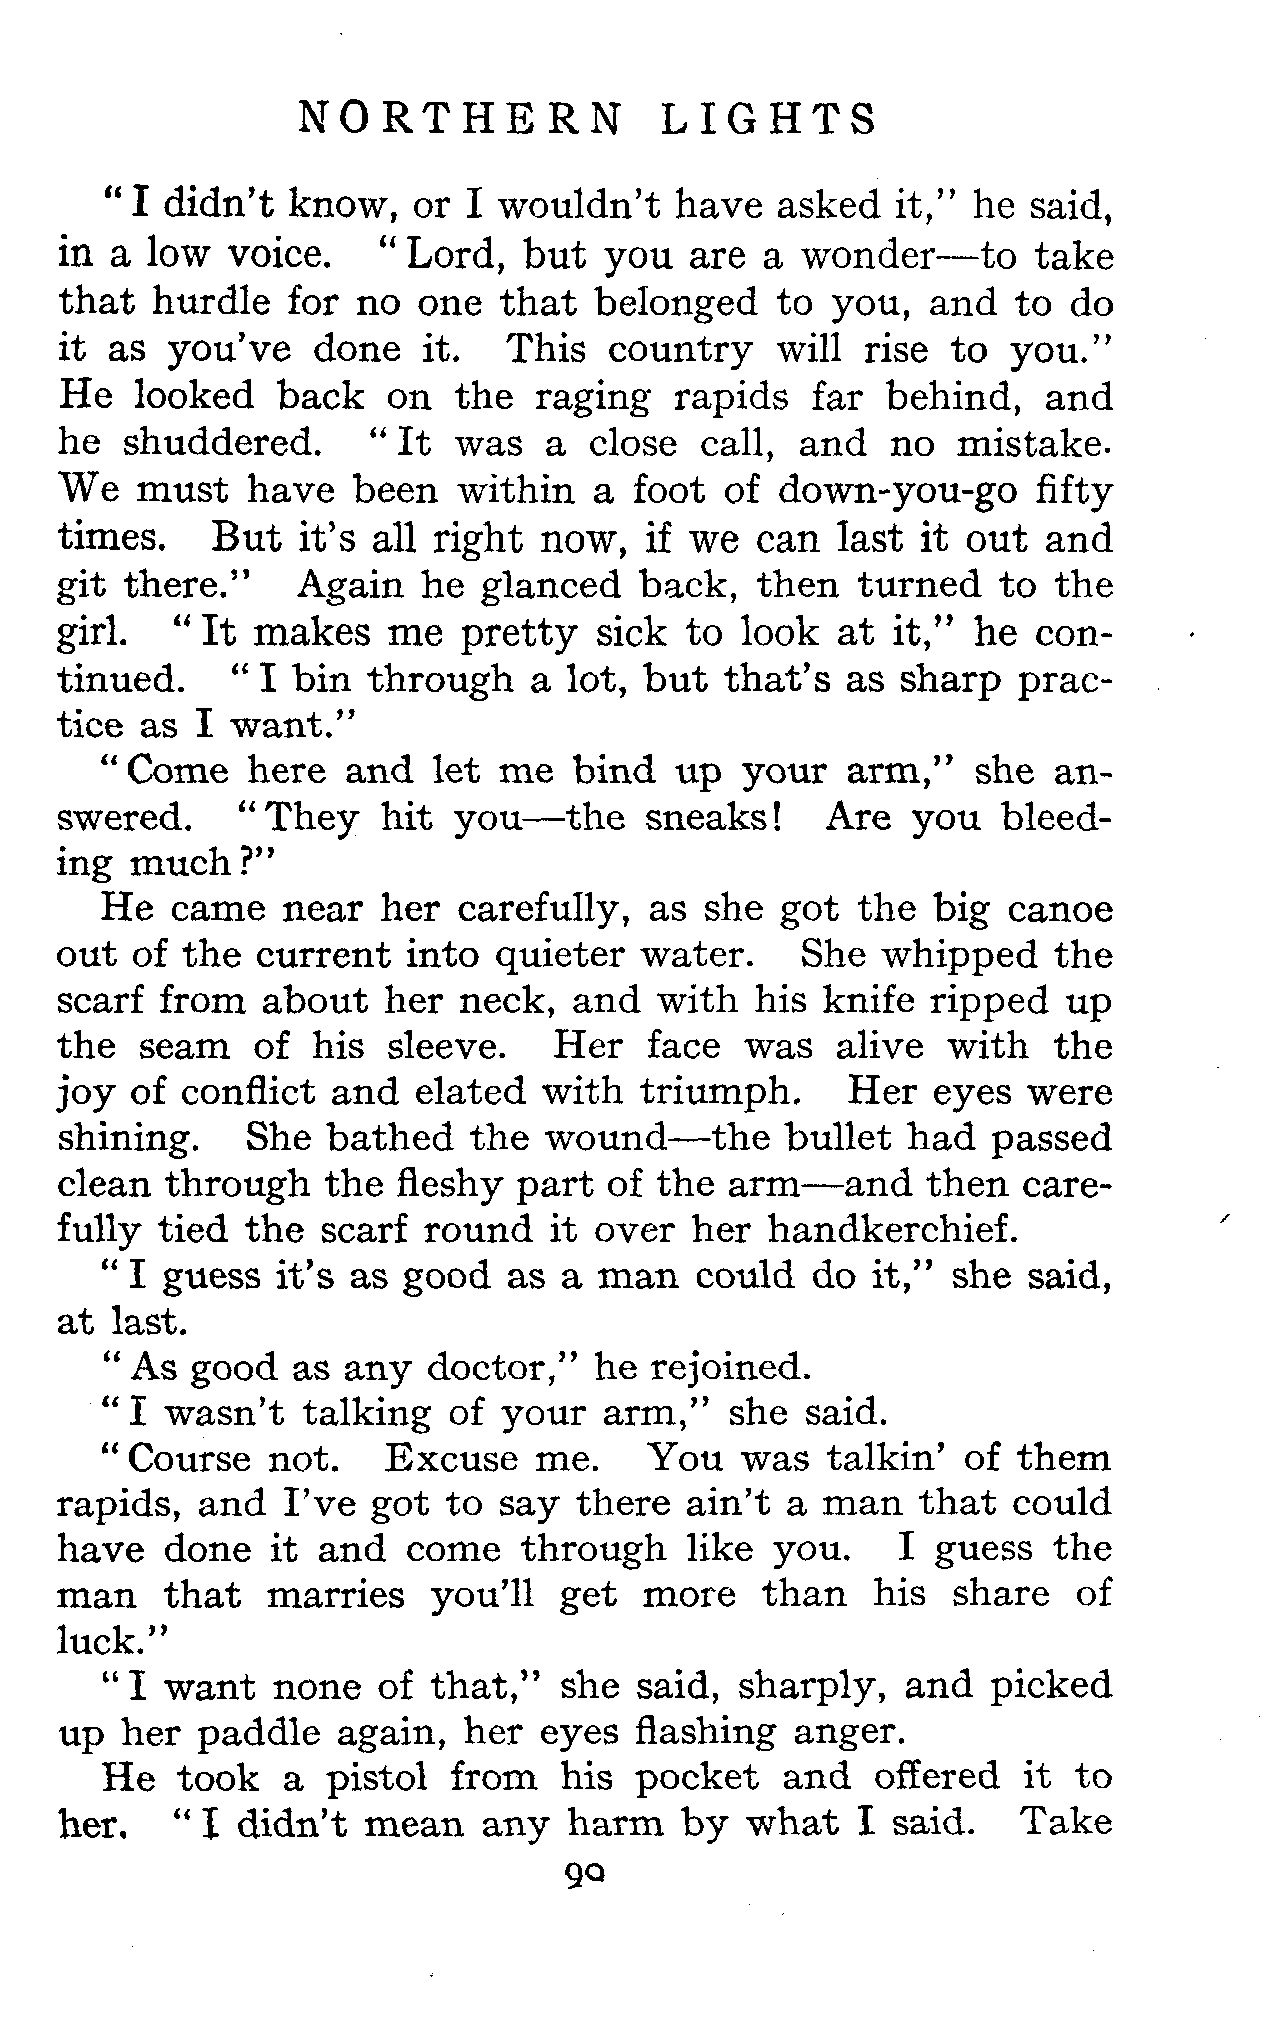 NORTHERN LIGHTS
“I didn't know, or I wouldn't have asked it,” he said,
in a low voice. “Lord, but you are a wonder—to take
that hurdle for no one that belonged to you, and to do
it as you've done it. This country will rise to you.”
He looked back on the raging rapids far behind, and
he shuddered. “It was a close call, and no mistake.
We must have been within a foot of down-you-go fifty
times. But it's all right now, if we can last it out and
git there.” Again he glanced back, then turned to the
girl. “It makes me pretty sick to look at it,” he con-
tinued. “I bin through a lot, but that's as sharp prac-
tice as I want.”
“Come here and let me bind up your arm,” she an-
swered. “They hit you—the sneaks! Are you bleed-
ing much?”
He came near her carefully, as she got the big canoe
out of the current into quieter water. She whipped the
scarf from about her neck, and with his knife ripped up
the seam of his sleeve. Her face was alive with the
joy of conflict and elated with triumph. Her eyes were
shining. She bathed the wound—the bullet had passed
clean through the fleshy part of the arm—and then care-
fully tied the scarf round it over her handkerchief.
“I guess it's as good as a man could do it,” she said,
at last.
“As good as any doctor,” he rejoined.
“I wasn't talking of your arm,” she said.
“Course not. Excuse me. You was talkin' of them
rapids, and I've got to say there ain't a man that could
have done it and come through like you. I guess the
man that marries you'll get more than his share of
luck.”
“I want none of that,” she said, sharply, and picked
up her paddle again, her eyes flashing anger.
He took a pistol from his pocket and offered it to
her. “I didn't mean any harm by what I said. Take
90